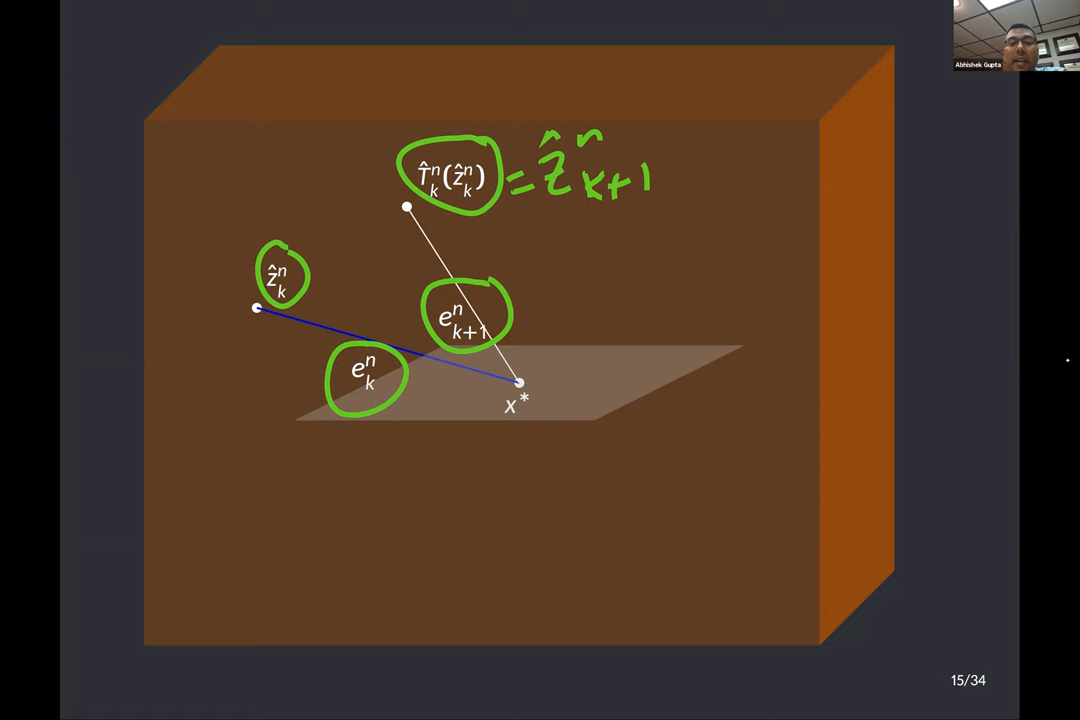 Abhishek Gupta
T̂ₖⁿ(ẑₖⁿ) = ẑⁿₖ₊₁
ẑₖⁿ
eⁿₖ₊₁
eₖⁿ
x*
15/34